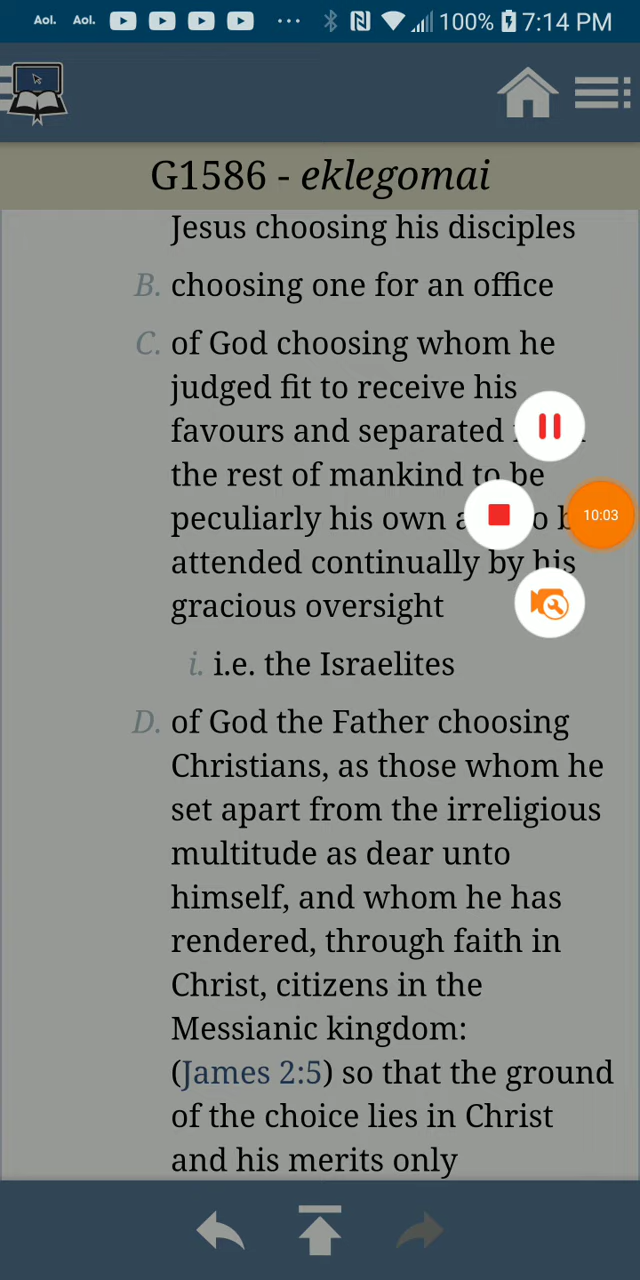 Aol. Aol. ... 100% 7:14 PM
G1586 - eklegomai
Jesus choosing his disciples
B. choosing one for an office
C. of God choosing whom he
judged fit to receive his
favours and separated
the rest of mankind to be
peculiarly his own
10:03
attended continually by his
gracious oversight
i. i.e. the Israelites
D. of God the Father choosing
Christians, as those whom he
set apart from the irreligious
multitude as dear unto
himself, and whom he has
rendered, through faith in
Christ, citizens in the
Messianic kingdom:
(James 2:5) so that the ground
of the choice lies in Christ
and his merits only